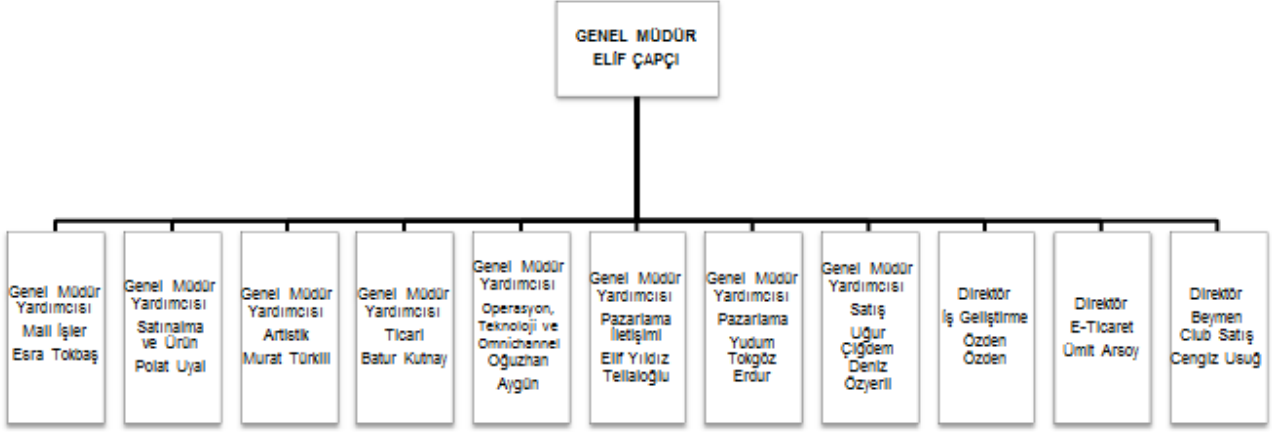 GENEL MÜDÜR
ELİF ÇAPÇI
Genel Müdür
Yardımcısı
Mali İşler
Esra Tokbaş
Genel Müdür
Yardımcısı
Satınalma
ve Ürün
Polat Uyal
Genel Müdür
Yardımcısı
Artistik
Murat Türkili
Genel Müdür
Yardımcısı
Ticari
Batur Kutnay
Genel Müdür
Yardımcısı
Operasyon,
Teknoloji ve
Omnichannel
Oğuzhan
Aygün
Genel Müdür
Yardımcısı
Pazarlama
İletişimi
Elif Yıldız
Tellaloğlu
Genel Müdür
Yardımcısı
Pazarlama
Yudum
Tokgöz
Erdur
Genel Müdür
Yardımcısı
Satış
Uğur
Çiğdem
Deniz
Özyerli
Direktör
İş Geliştirme
Özden
Özden
Direktör
E-Ticaret
Ümit Arsoy
Direktör
Beymen
Club Satış
Cengiz Usuğ